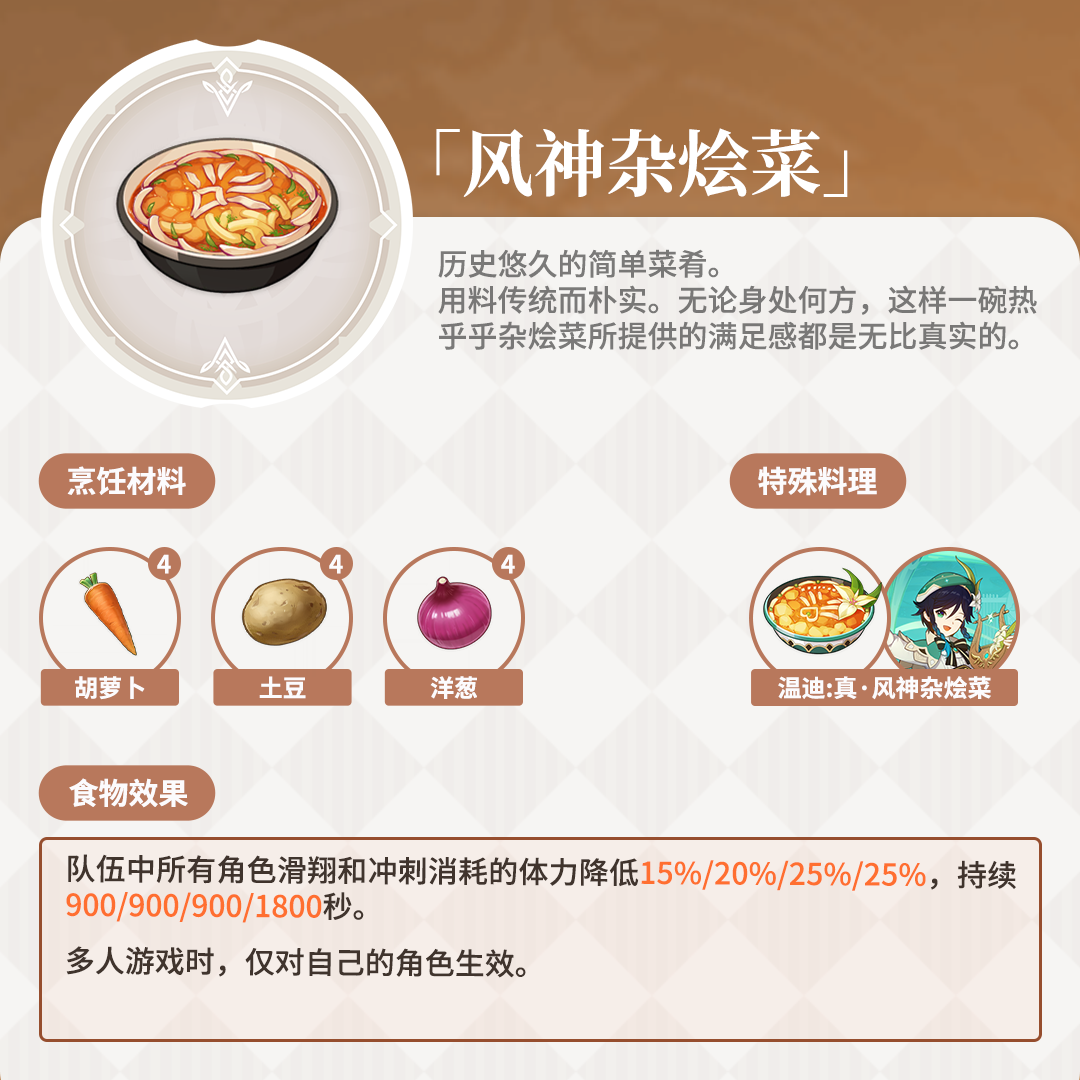 「风神杂烩菜」
历史悠久的简单菜肴。
用料传统而朴实。无论身处何方，这样一碗热
乎乎杂烩菜所提供的满足感都是无比真实的。
烹饪材料
特殊料理
4
4
4
胡萝卜
土豆
洋葱
温迪:真·风神杂烩菜
食物效果
队伍中所有角色滑翔和冲刺消耗的体力降低15%/20%/25%/25%，持续
900/900/900/1800秒。
多人游戏时，仅对自己的角色生效。